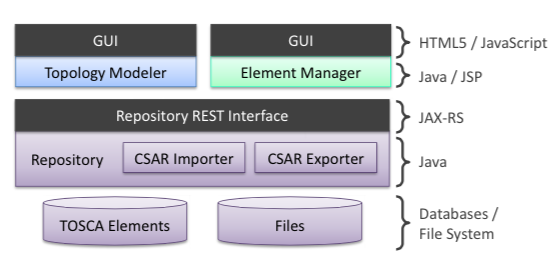 GUI
GUI
HTML5 / JavaScript
Topology Modeler
Element Manager
Java / JSP
Repository REST Interface
JAX-RS
Repository
CSAR Importer
CSAR Exporter
Java
TOSCA Elements
Files
Databases /
File System